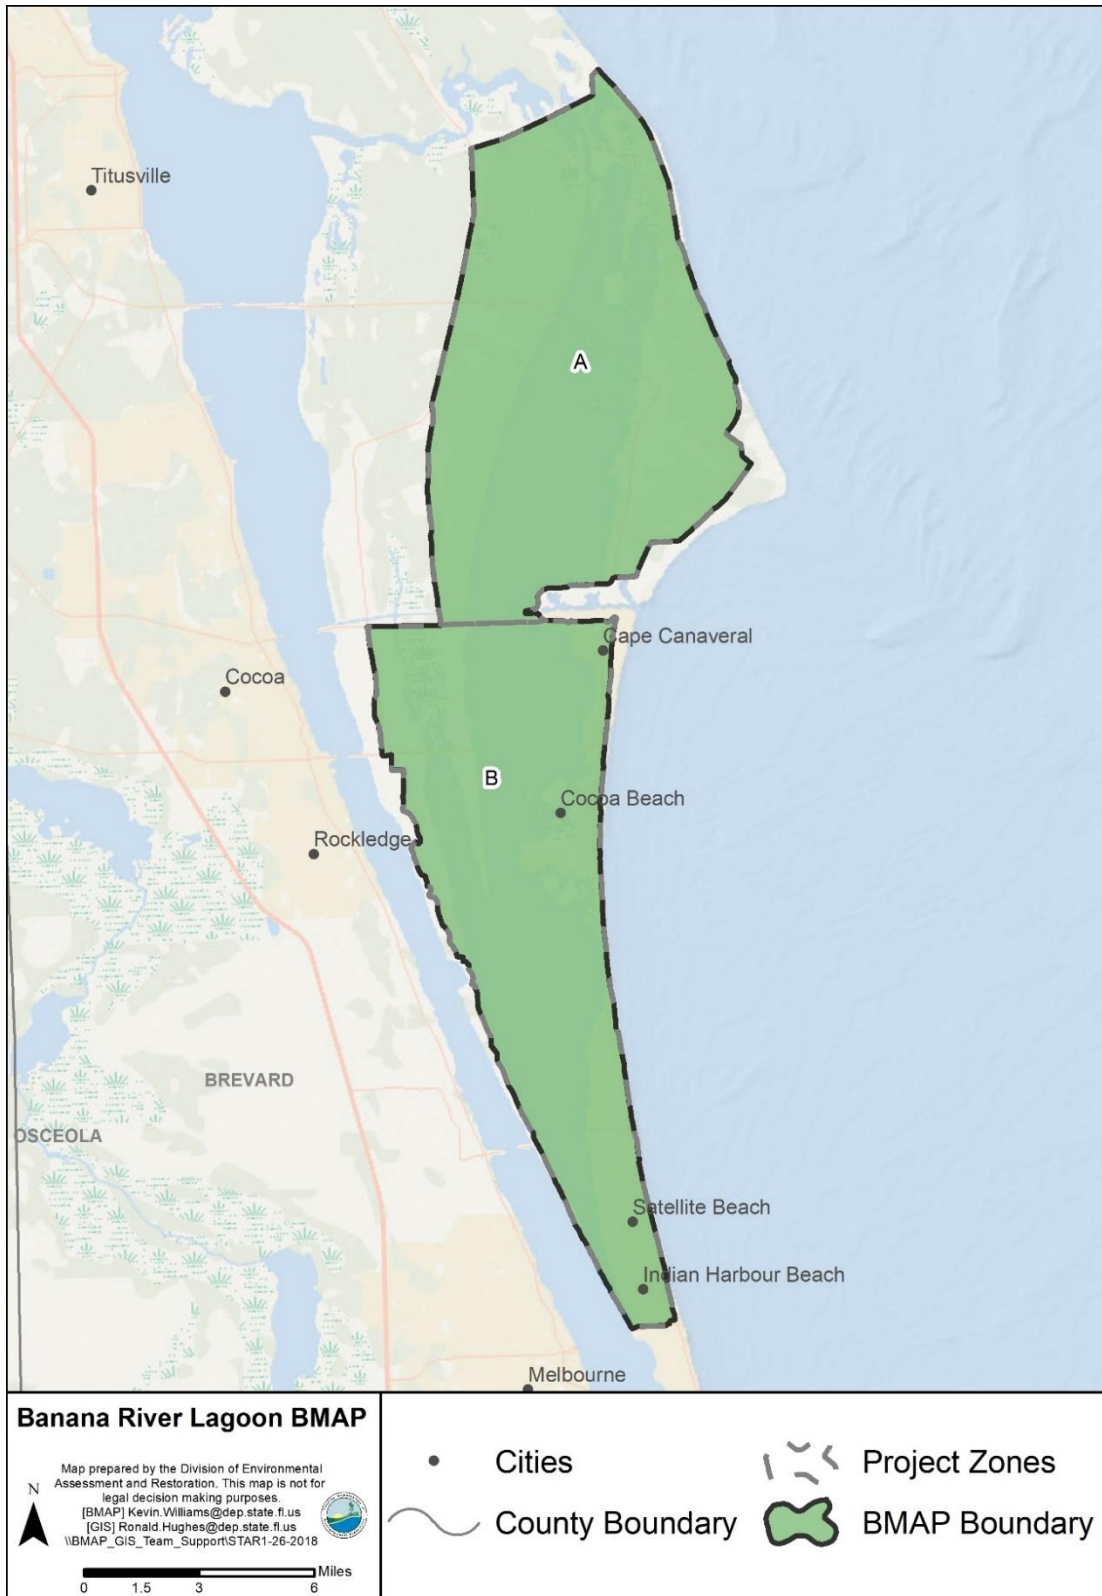 Titusville
A
Cape Canaveral
Cocoa
B
Cocoa Beach
Rockledge
BREVARD
OSCEOLA
Satellite Beach
Indian Harbour Beach
Melbourne
Banana River Lagoon BMAP
Map prepared by the Division of Environmental
Assessment and Restoration. This map is not for
legal decision making purposes.
[BMAP] Kevin.Williams@dep.state.fl.us
[GIS] Ronald.Hughes@dep.state.fl.us
\\BMAP_GIS_Team_Support\STAR1-26-2018
N
Miles
0 1.5 3 6
Cities
County Boundary
Project Zones
BMAP Boundary